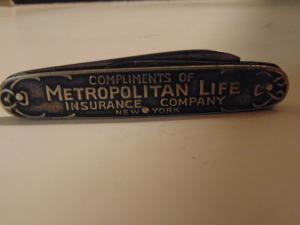 COMPLIMENTS OF
METROPOLITAN LIFE
INSURANCE COMPANY
NEW YORK